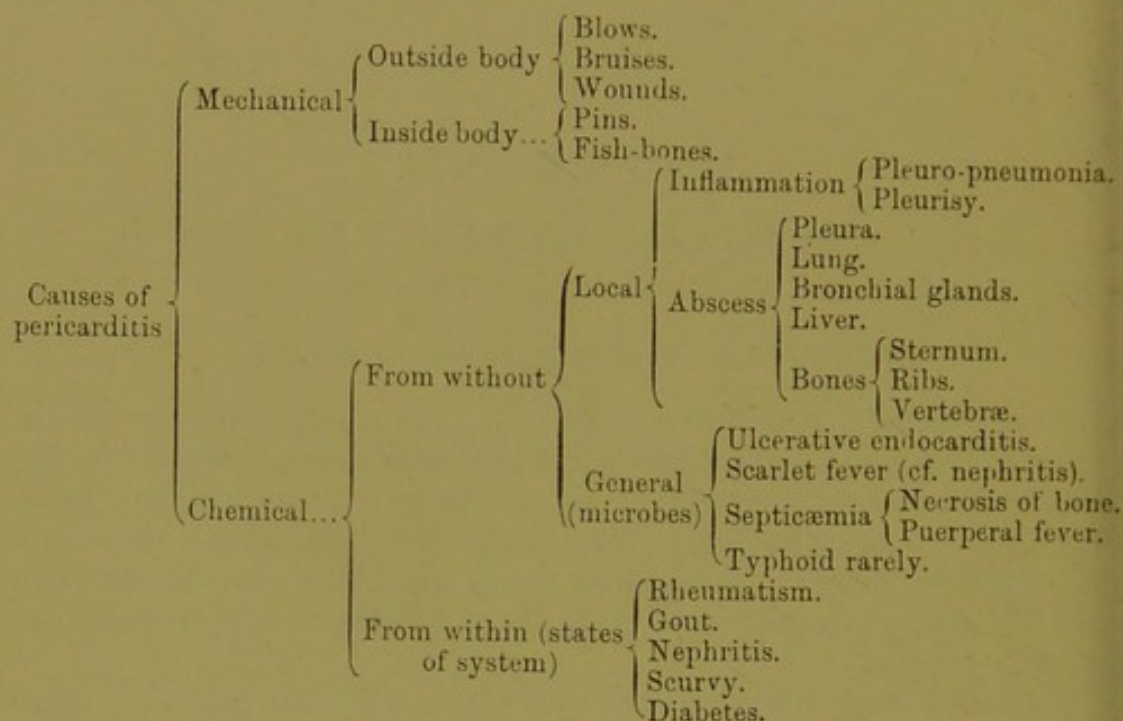 Causes of
pericarditis
Mechanical
Outside body
Blows.
Bruises.
Wounds.
Inside body...
Pins.
Fish-bones.
Chemical...
From without
Local
Inflammation
Pleuro-pneumonia.
Pleurisy.
Abscess
Pleura.
Lung.
Bronchial glands.
Liver.
Bones
Sternum.
Ribs.
Vertebræ.
General
(microbes)
Ulcerative endocarditis.
Scarlet fever (cf. nephritis).
Septicæmia
Necrosis of bone.
Puerperal fever.
Typhoid rarely.
From within (states
of system)
Rheumatism.
Gout.
Nephritis.
Scurvy.
Diabetes.